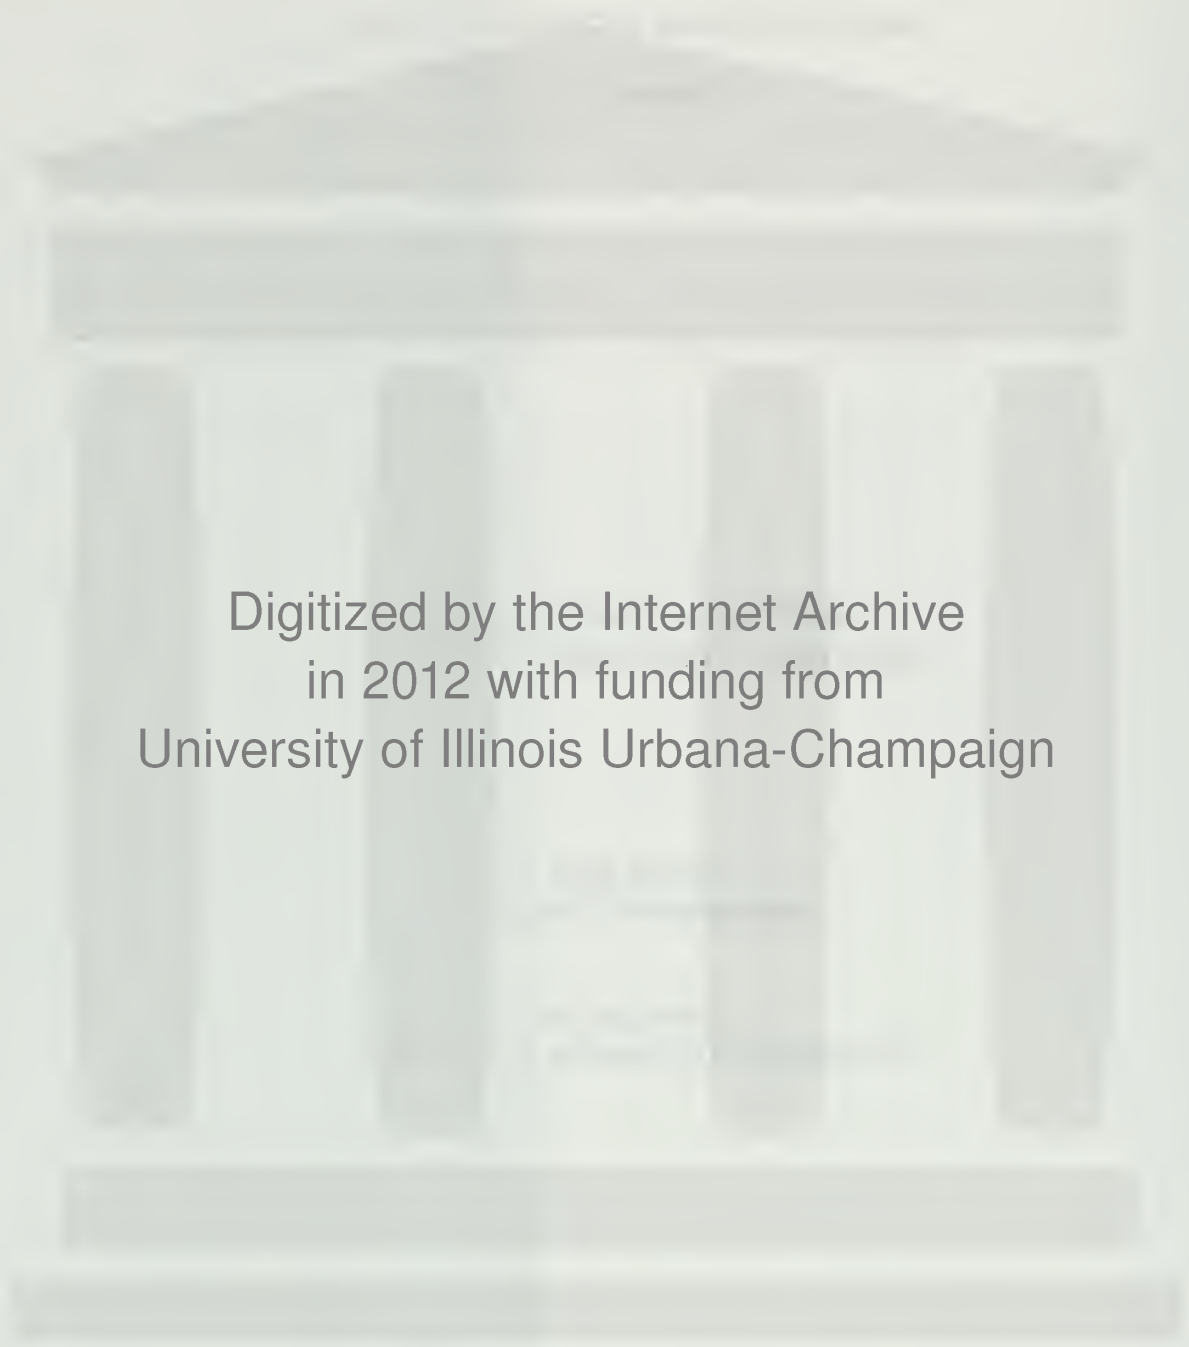 Digitized by the Internet Archive
in 2012 with funding from
University of Illinois Urbana-Champaign